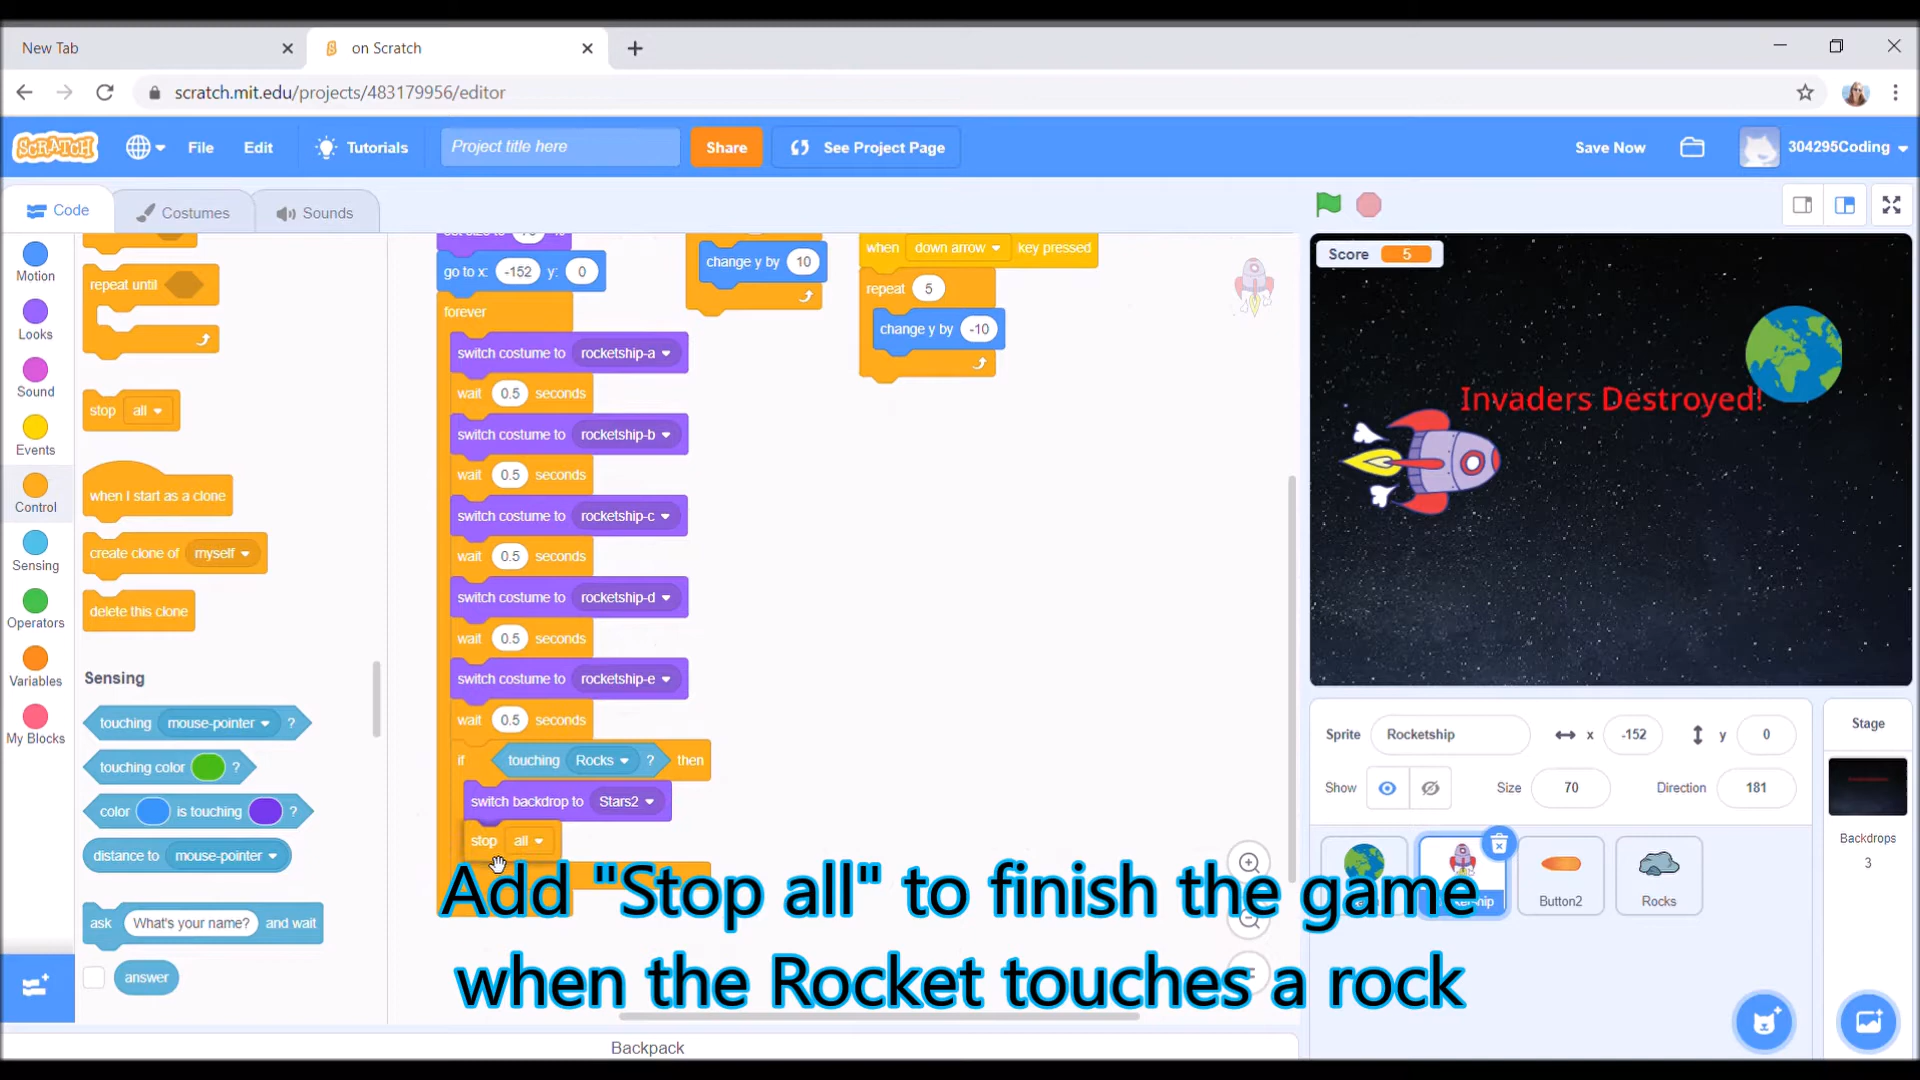 New Tab
on Scratch
scratch.mit.edu/projects/483179956/editor
SCRATCH
File
Edit
Tutorials
Project title here
Share
See Project Page
Save Now
304295Coding
Code
Costumes
Sounds
Motion
Looks
Sound
Events
Control
Sensing
Operators
Variables
My Blocks
repeat until
stop all
when I start as a clone
create clone of myself
delete this clone
Sensing
touching mouse-pointer ?
touching color ?
color is touching ?
distance to mouse-pointer
ask What's your name? and wait
answer
go to x: -152 y: 0
forever
switch costume to rocketship-a
wait 0.5 seconds
switch costume to rocketship-b
wait 0.5 seconds
switch costume to rocketship-c
wait 0.5 seconds
switch costume to rocketship-d
wait 0.5 seconds
switch costume to rocketship-e
wait 0.5 seconds
if touching Rocks ? then
switch backdrop to Stars2
stop all
change y by 10
when down arrow key pressed
repeat 5
change y by -10
Score 5
Invaders Destroyed!
Sprite Rocketship x -152 y 0
Show Size 70 Direction 181
Button2
Rocks
Stage
Backdrops
3
Add "Stop all" to finish the game
when the Rocket touches a rock
Backpack